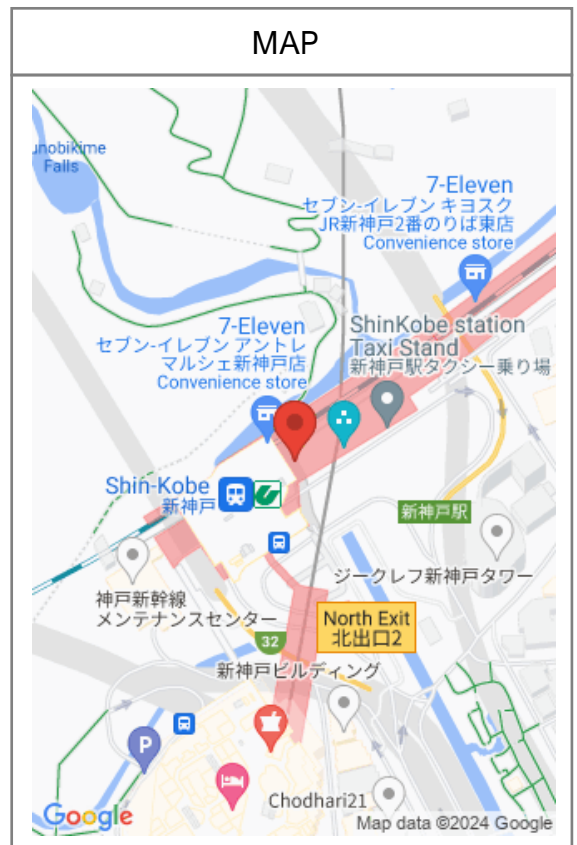 MAP
unobikime
Falls
7-Eleven
セブン-イレブン キヨスク
JR新神戸2番のりば東店
Convenience store
7-Eleven
セブン-イレブン アントレ
マルシェ新神戸店
Convenience store
ShinKobe station
Taxi Stand
新神戸駅タクシー乗り場
Shin-Kobe
新神戸
新神戸駅
ジークレフ新神戸タワー
神戸新幹線
メンテナンスセンター
North Exit
北出口2
32
新神戸ビルディング
P
Chodhari21
Google
Map data ©2024 Google